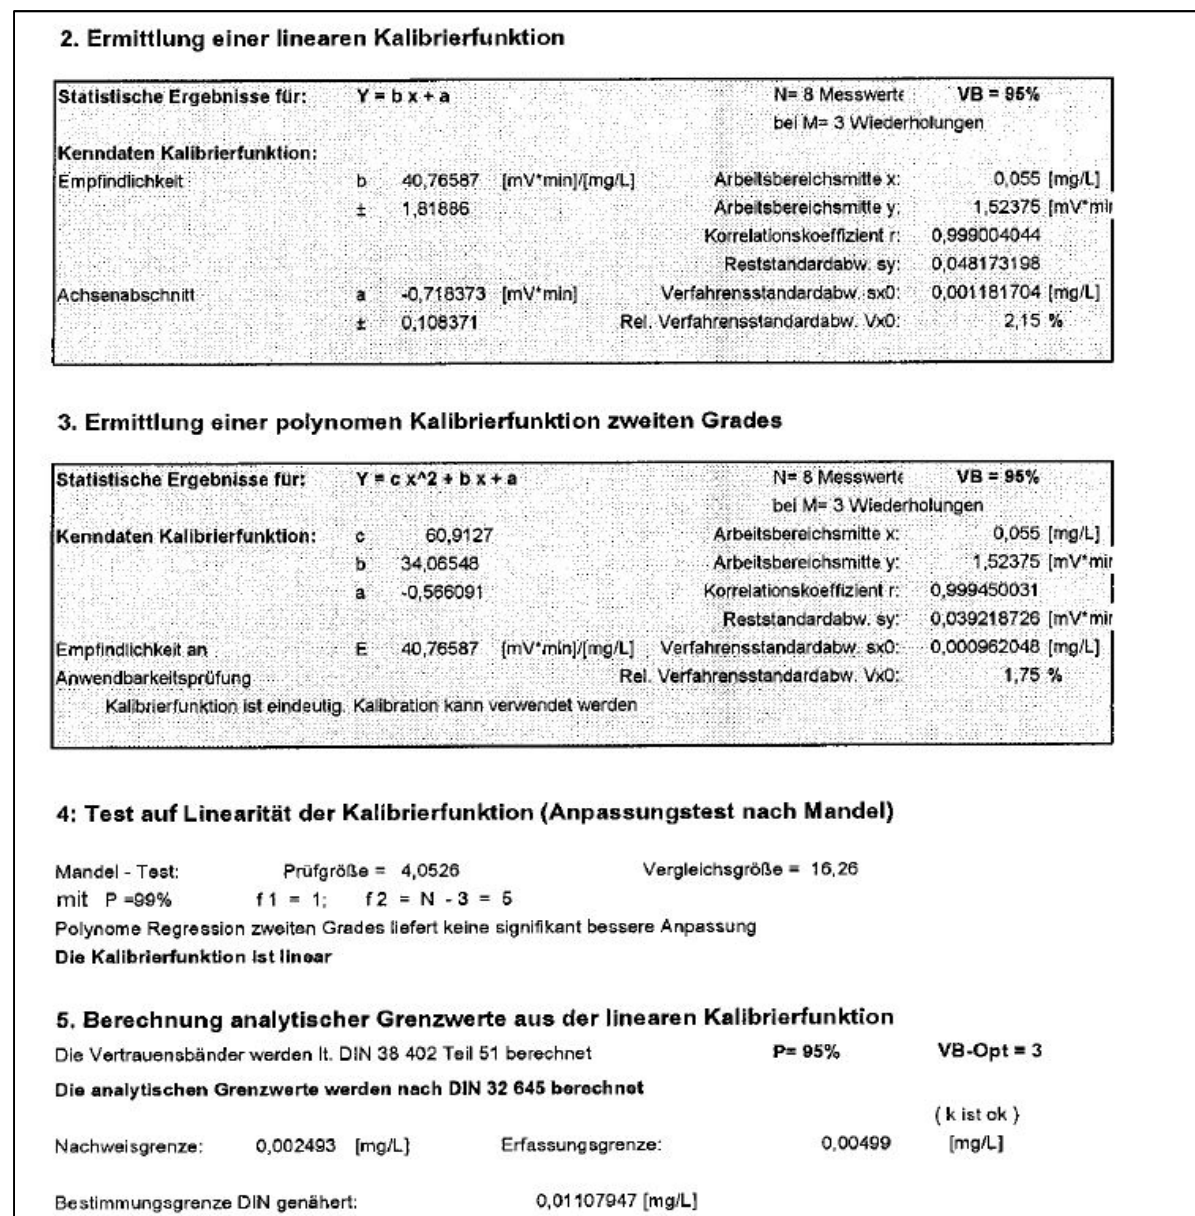 2. Ermittlung einer linearen Kalibrierfunktion
Statistische Ergebnisse für: Y = b x + a N= 8 Messwerte VB = 95%
bei M= 3 Wiederholungen
Kenndaten Kalibrierfunktion:
Empfindlichkeit b 40,76587 [mV*min]/[mg/L] Arbeitsbereichsmitte x: 0,055 [mg/L]
± 1,81886 Arbeitsbereichsmitte y: 1,52375 [mV*mir
Korrelationskoeffizient r: 0,999004044
Reststandardabw. sy: 0,048173198
Achsenabschnitt a -0,718373 [mV*min] Verfahrensstandardabw. sx0: 0,001181704 [mg/L]
± 0,108371 Rel. Verfahrensstandardabw. Vx0: 2,15 %
3. Ermittlung einer polynomen Kalibrierfunktion zweiten Grades
Statistische Ergebnisse für: Y = c x^2 + b x + a N= 8 Messwerte VB = 95%
bei M= 3 Wiederholungen
Kenndaten Kalibrierfunktion: c 60,9127 Arbeitsbereichsmitte x: 0,055 [mg/L]
b 34,06548 Arbeitsbereichsmitte y: 1,52375 [mV*mir
a -0,566091 Korrelationskoeffizient r: 0,999450031
Reststandardabw. sy: 0,039218726 [mV*mir
Empfindlichkeit an E 40,76587 [mV*min]/[mg/L] Verfahrensstandardabw. sx0: 0,000962048 [mg/L]
Anwendbarkeitsprüfung Rel. Verfahrensstandardabw. Vx0: 1,75 %
Kalibrierfunktion ist eindeutig. Kalibration kann verwendet werden
4: Test auf Linearität der Kalibrierfunktion (Anpassungstest nach Mandel)
Mandel - Test: Prüfgröße = 4,0526 Vergleichsgröße = 16,26
mit P =99% f 1 = 1; f 2 = N - 3 = 5
Polynome Regression zweiten Grades liefert keine signifikant bessere Anpassung
Die Kalibrierfunktion ist linear
5. Berechnung analytischer Grenzwerte aus der linearen Kalibrierfunktion
Die Vertrauensbänder werden lt. DIN 38 402 Teil 51 berechnet P= 95% VB-Opt = 3
Die analytischen Grenzwerte werden nach DIN 32 645 berechnet
( k ist ok )
Nachweisgrenze: 0,002493 [mg/L] Erfassungsgrenze: 0,00499 [mg/L]
Bestimmungsgrenze DIN genähert: 0,01107947 [mg/L]